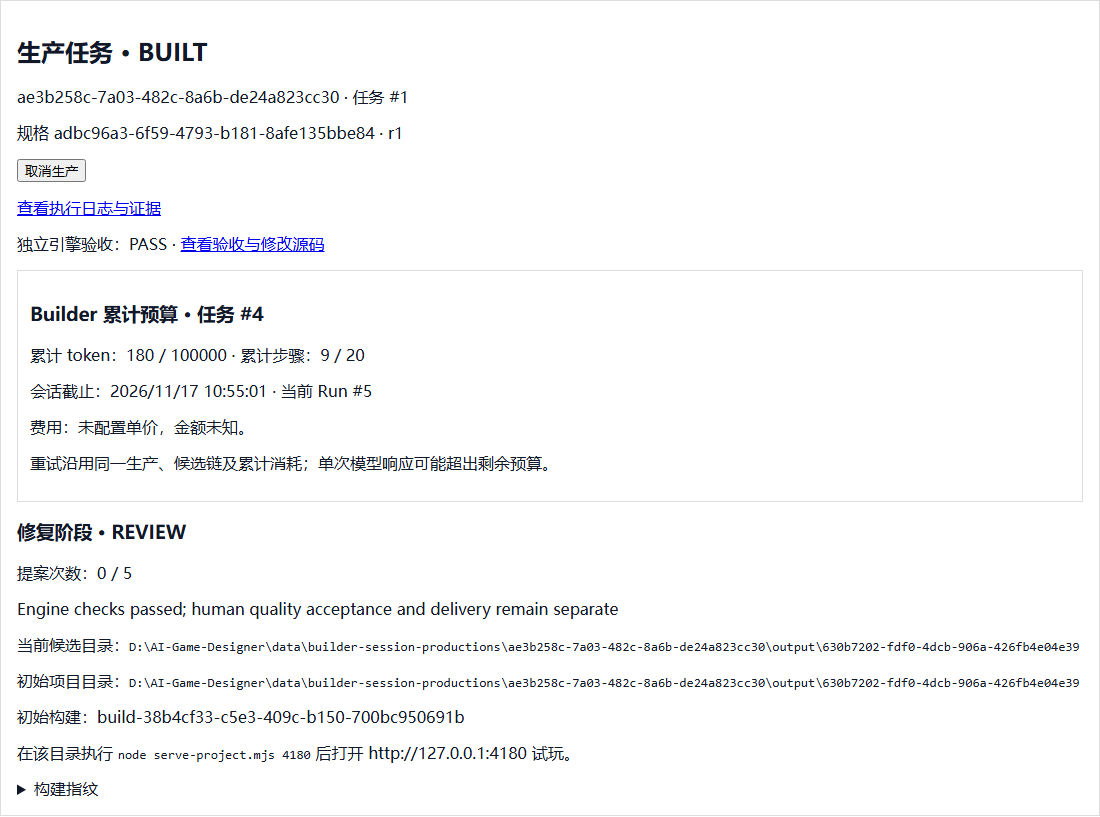 生产任务 · BUILT
ae3b258c-7a03-482c-8a6b-de24a823cc30 · 任务 #1
规格 adbc96a3-6f59-4793-b181-8afe135bbe84 · r1
取消生产
查看执行日志与证据
独立引擎验收：PASS · 查看验收与修改源码
Builder 累计预算 · 任务 #4
累计 token：180 / 100000 · 累计步骤：9 / 20
会话截止：2026/11/17 10:55:01 · 当前 Run #5
费用：未配置单价，金额未知。
重试沿用同一生产、候选链及累计消耗；单次模型响应可能超出剩余预算。
修复阶段 · REVIEW
提案次数：0 / 5
Engine checks passed; human quality acceptance and delivery remain separate
当前候选目录：D:\AI-Game-Designer\data\builder-session-productions\ae3b258c-7a03-482c-8a6b-de24a823cc30\output\630b7202-fdf0-4dcb-906a-426fb4e04e39
初始项目目录：D:\AI-Game-Designer\data\builder-session-productions\ae3b258c-7a03-482c-8a6b-de24a823cc30\output\630b7202-fdf0-4dcb-906a-426fb4e04e39
初始构建：build-38b4cf33-c5e3-409c-b150-700bc950691b
在该目录执行 node serve-project.mjs 4180 后打开 http://127.0.0.1:4180 试玩。
▶ 构建指纹